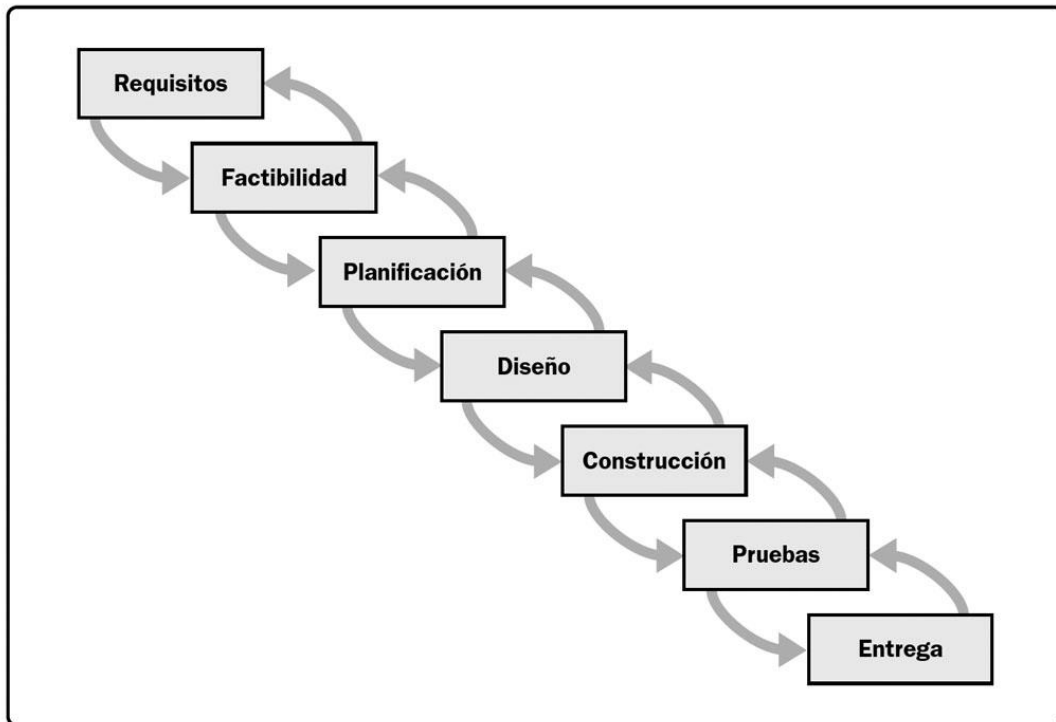 Requisitos
Factibilidad
Planificación
Diseño
Construcción
Pruebas
Entrega